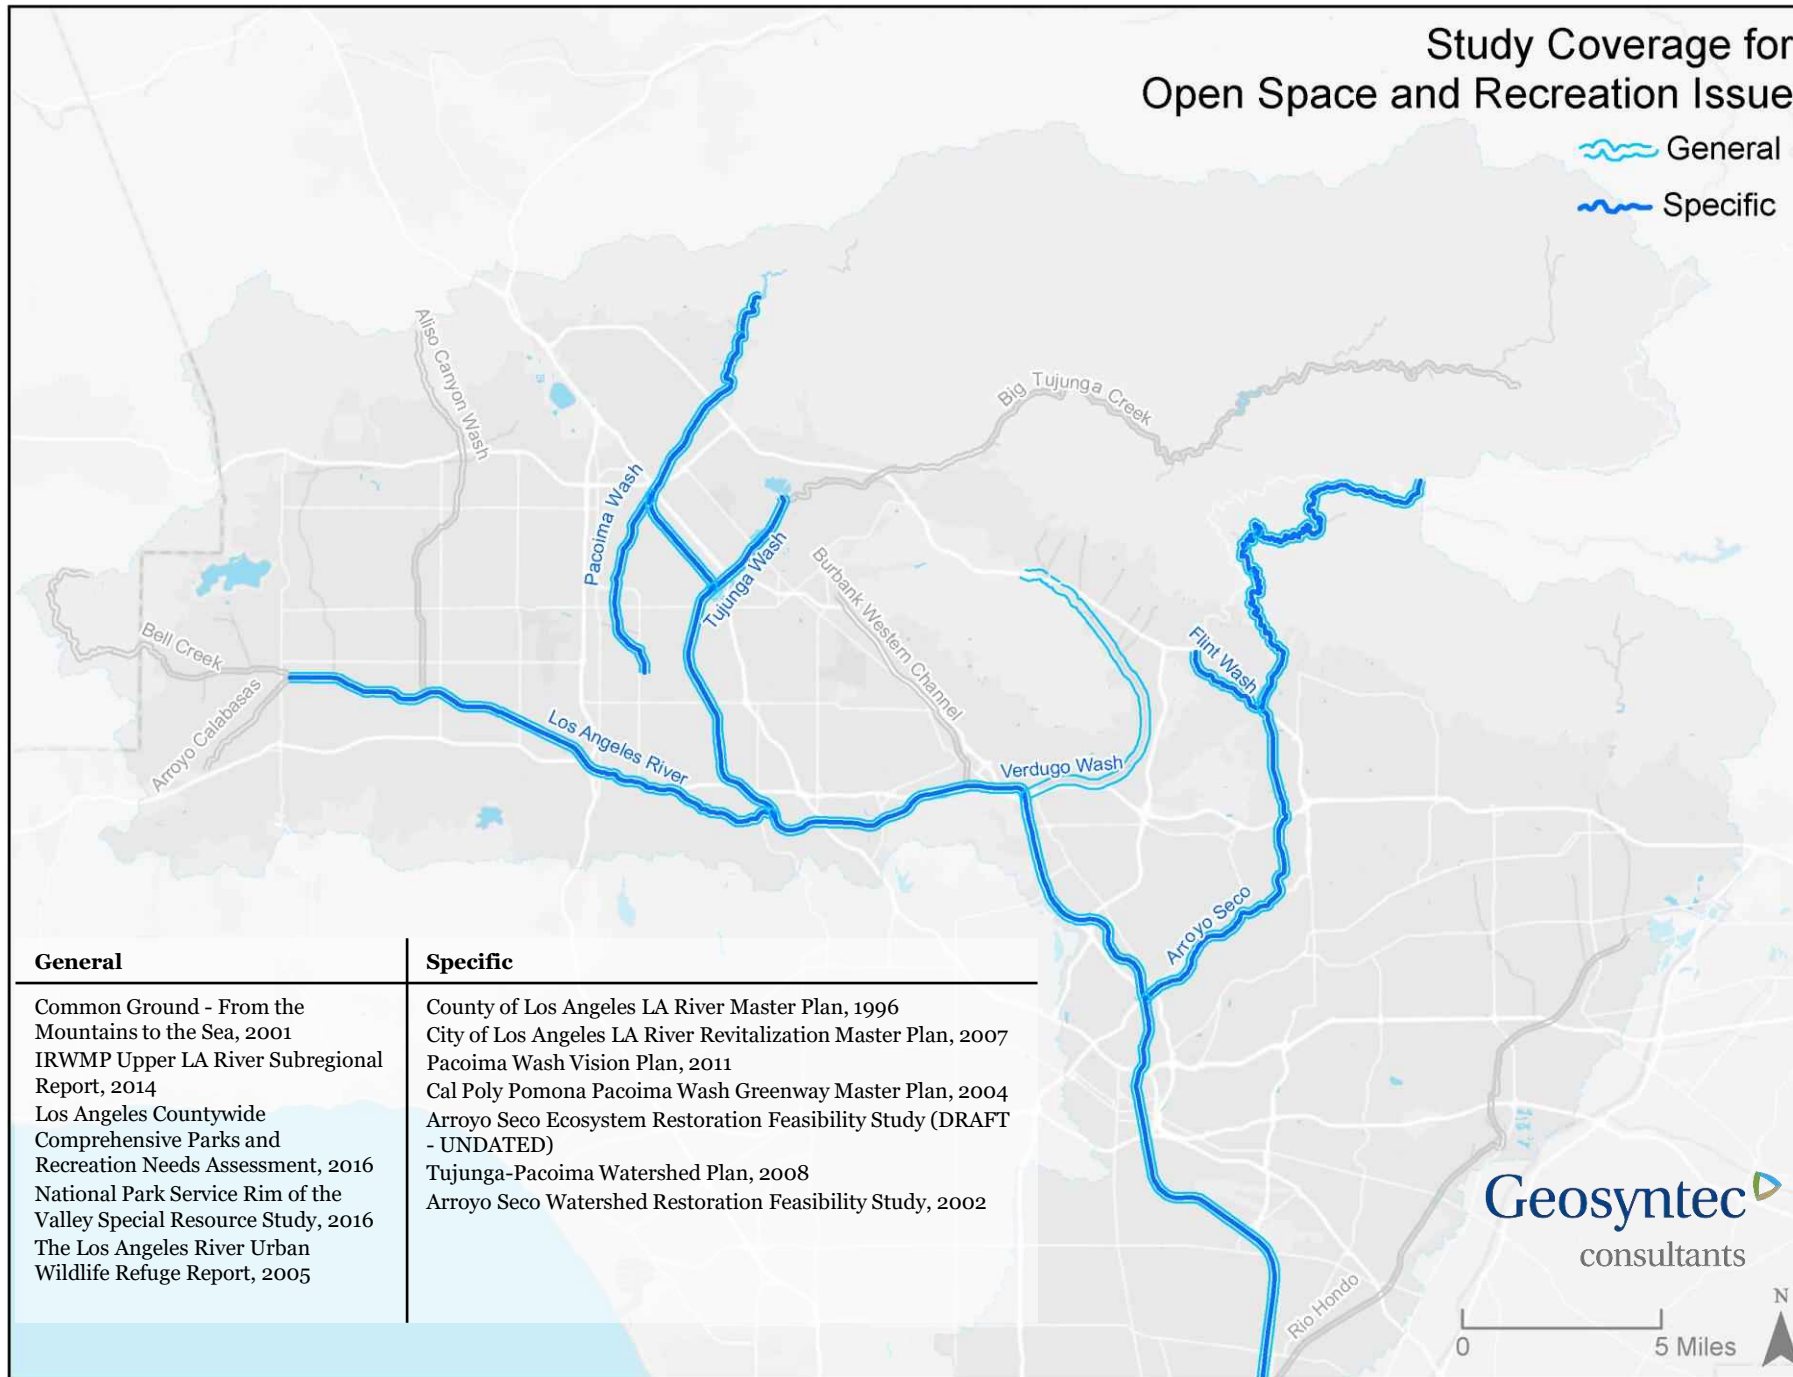 Study Coverage for
Open Space and Recreation Issue
General
Specific
Aliso Canyon Wash
Big Tujunga Creek
Pacoima Wash
Tujunga Wash
Burbank Western Channel
Flint Wash
Bell Creek
Arroyo Calabasas
Los Angeles River
Verdugo Wash
Arroyo Seco
Rio Hondo
General
Common Ground - From the
Mountains to the Sea, 2001
IRWMP Upper LA River Subregional
Report, 2014
Los Angeles Countywide
Comprehensive Parks and
Recreation Needs Assessment, 2016
National Park Service Rim of the
Valley Special Resource Study, 2016
The Los Angeles River Urban
Wildlife Refuge Report, 2005
Specific
County of Los Angeles LA River Master Plan, 1996
City of Los Angeles LA River Revitalization Master Plan, 2007
Pacoima Wash Vision Plan, 2011
Cal Poly Pomona Pacoima Wash Greenway Master Plan, 2004
Arroyo Seco Ecosystem Restoration Feasibility Study (DRAFT
- UNDATED)
Tujunga-Pacoima Watershed Plan, 2008
Arroyo Seco Watershed Restoration Feasibility Study, 2002
Geosyntec
consultants
N
0 5 Miles